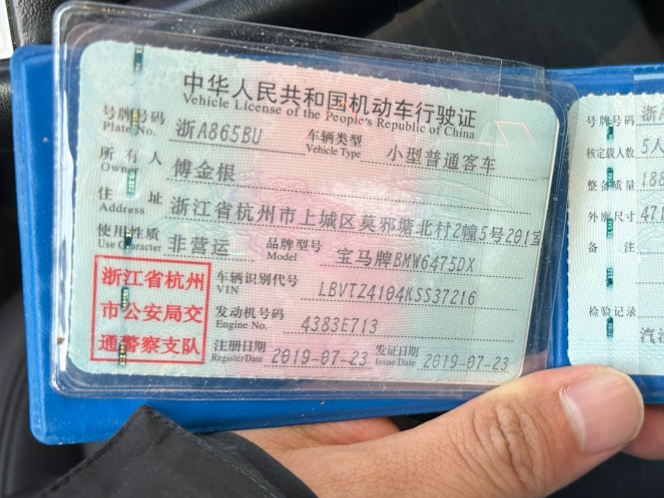 中华人民共和国机动车行驶证
Vehicle License of the People's Republic of China
号牌号码 浙A865BU 车辆类型 小型普通客车
Plate No. Vehicle Type
所有人 傅金根
Owner
住址 浙江省杭州市上城区莫邪塘北村2幢5号201室
Address
使用性质 非营运 品牌型号 宝马牌BMW6475DX
Use Character Model
浙江省杭州
市公安局交
通警察支队
车辆识别代号 LBVTZ4104KSS37216
VIN
发动机号码 4383E713
Engine No.
注册日期 2019-07-23 发证日期 2019-07-23
Register Date Issue Date
号牌号码 浙A
核定载人数 5人
整备质量 188
外廓尺寸 471
备注
检验记录
汽油